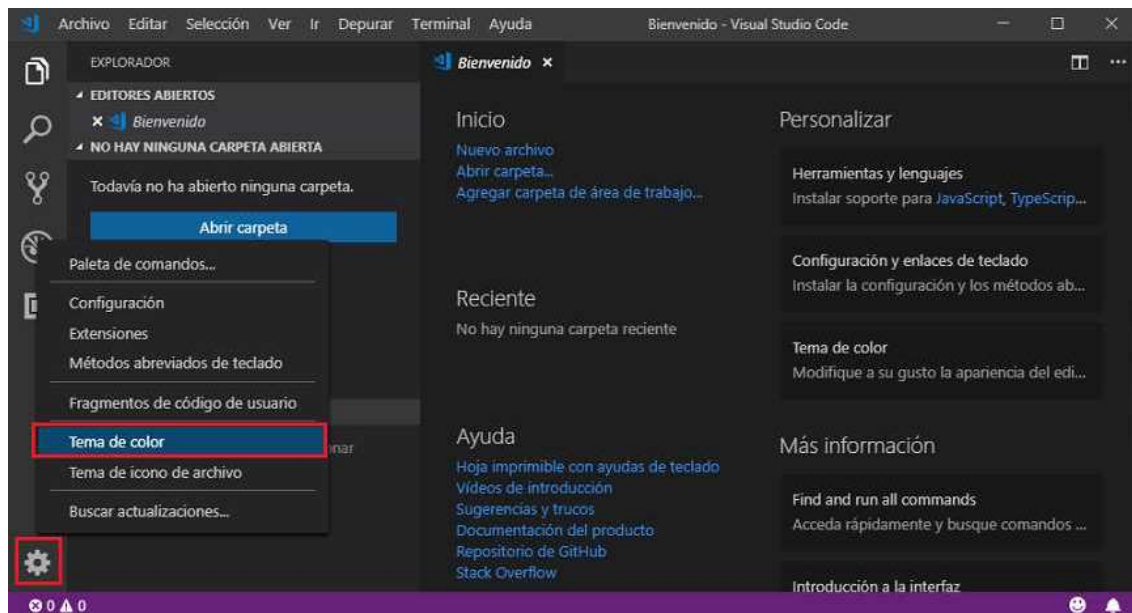 Archivo Editar Selección Ver Ir Depurar Terminal Ayuda Bienvenido - Visual Studio Code
EXPLORADOR
EDITORES ABIERTOS
Bienvenido
NO HAY NINGUNA CARPETA ABIERTA
Todavía no ha abierto ninguna carpeta.
Abrir carpeta
Paleta de comandos...
Configuración
Extensiones
Métodos abreviados de teclado
Fragmentos de código de usuario
Tema de color
onar
Tema de icono de archivo
Buscar actualizaciones...
Bienvenido
Inicio
Nuevo archivo
Abrir carpeta...
Agregar carpeta de área de trabajo...
Reciente
No hay ninguna carpeta reciente
Ayuda
Hoja imprimible con ayudas de teclado
Vídeos de introducción
Sugerencias y trucos
Documentación del producto
Repositorio de GitHub
Stack Overflow
Personalizar
Herramientas y lenguajes
Instalar soporte para JavaScript, TypeScrip...
Configuración y enlaces de teclado
Instalar la configuración y los métodos ab...
Tema de color
Modifique a su gusto la apariencia del edi...
Más información
Find and run all commands
Acceda rápidamente y busque comandos ...
Introducción a la interfaz
0 0